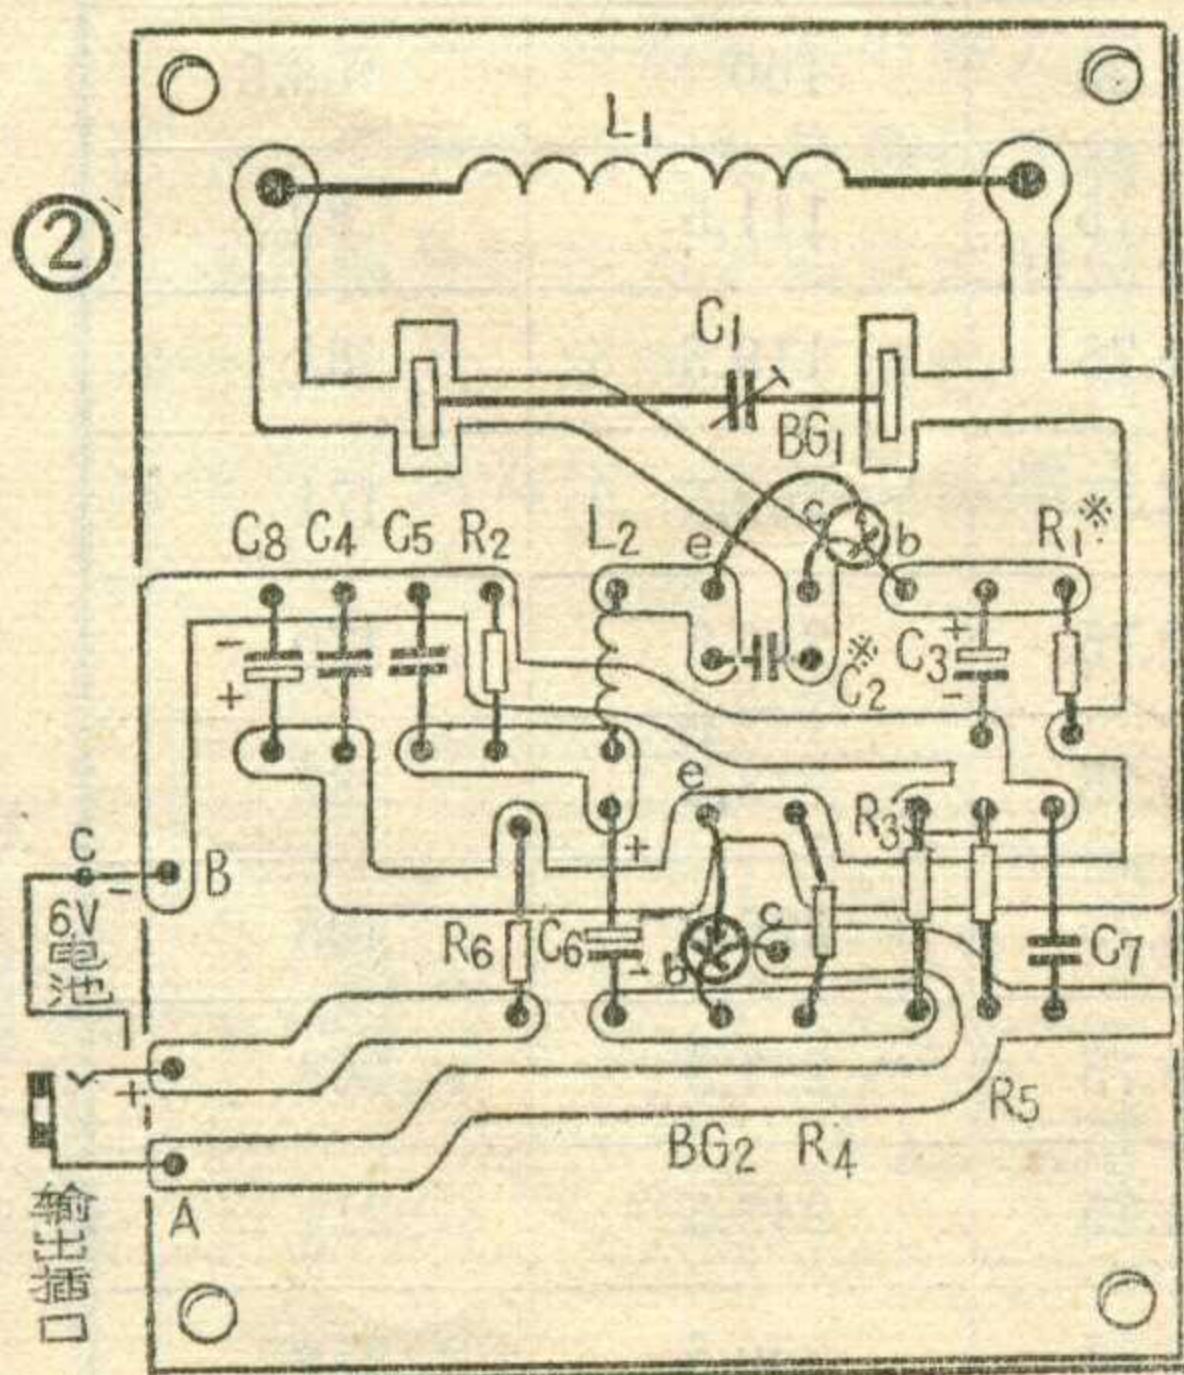 ②
L1
C1
BG1
C8 C4 C5 R2 L2 e c b R1※
- +
C3 + -
C2※
e
R3
C
- B
6V
電池
R6 C6 + - b c C7
+
R5
BG2 R4
A
输出插口